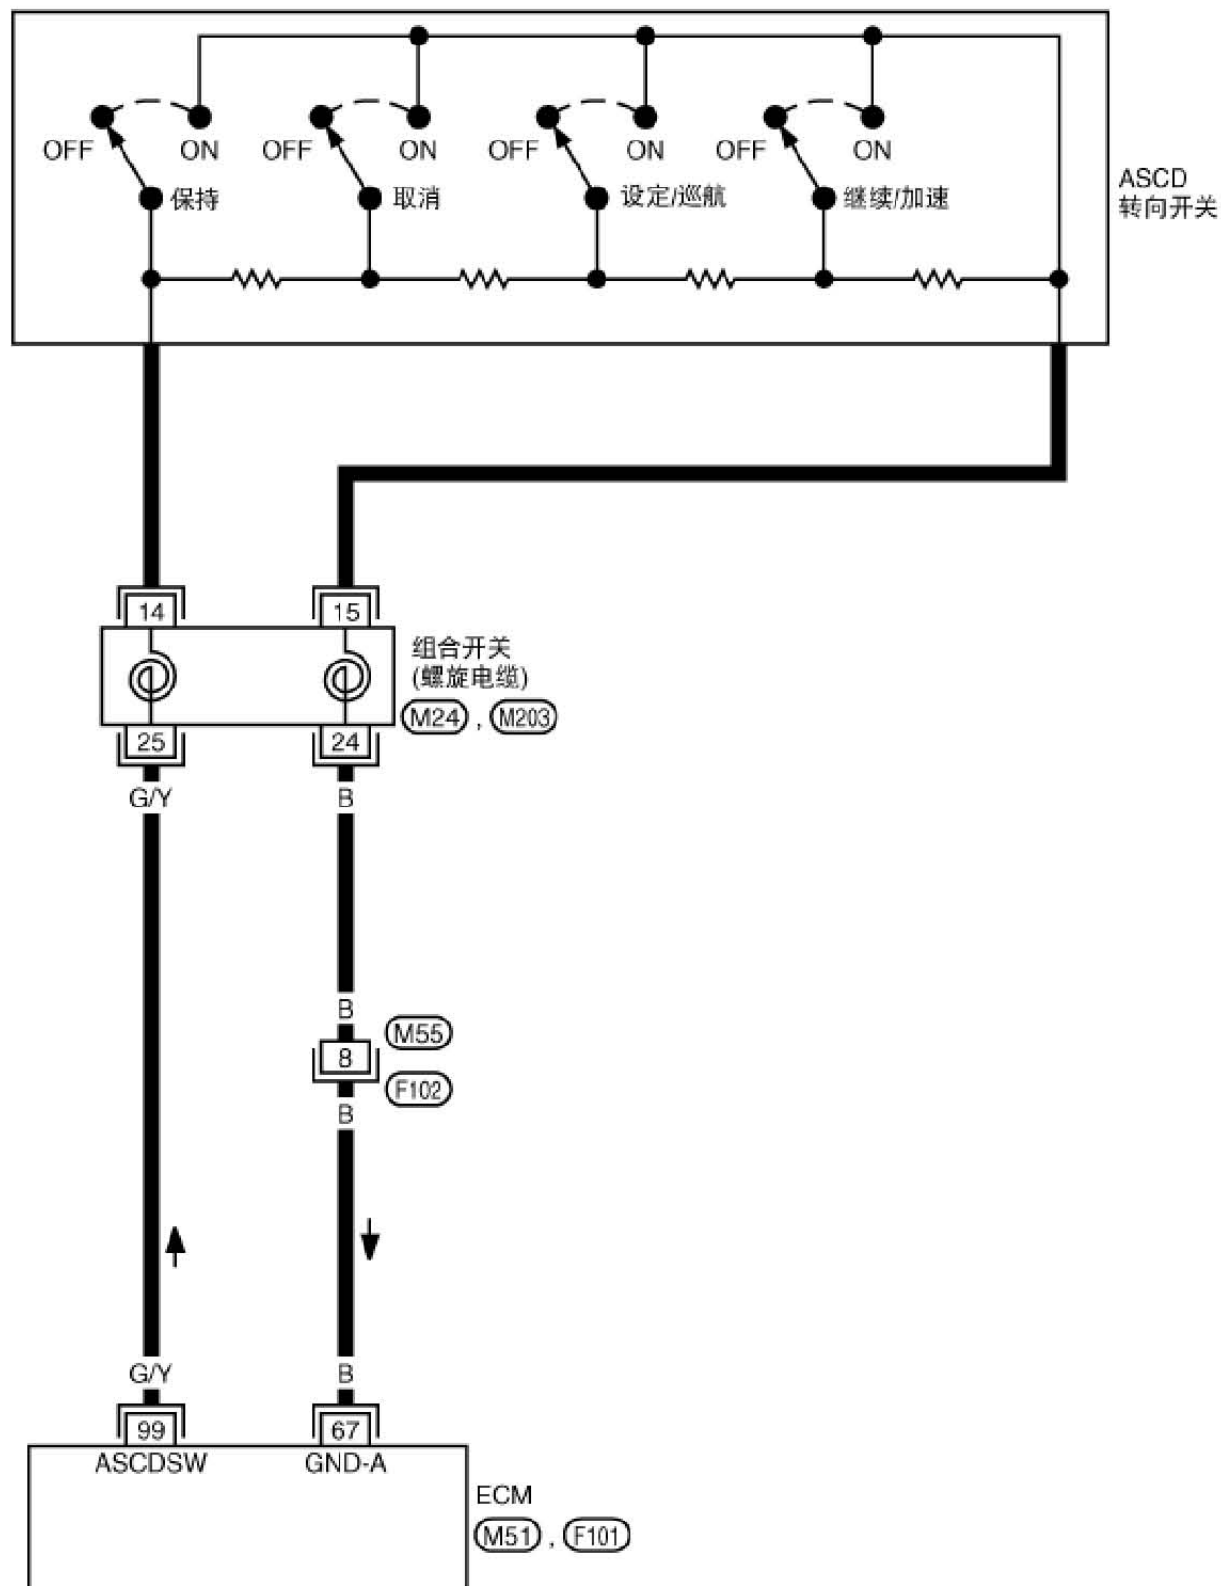 OFF ON OFF ON OFF ON OFF ON
保持 取消 设定/巡航 继续/加速
ASCD
转向开关
14 15
组合开关
(螺旋电缆)
M24 , M203
25 24
G/Y B
B
M55
8
F102
B
G/Y B
99 67
ASCDSW GND-A
ECM
M51 , F101